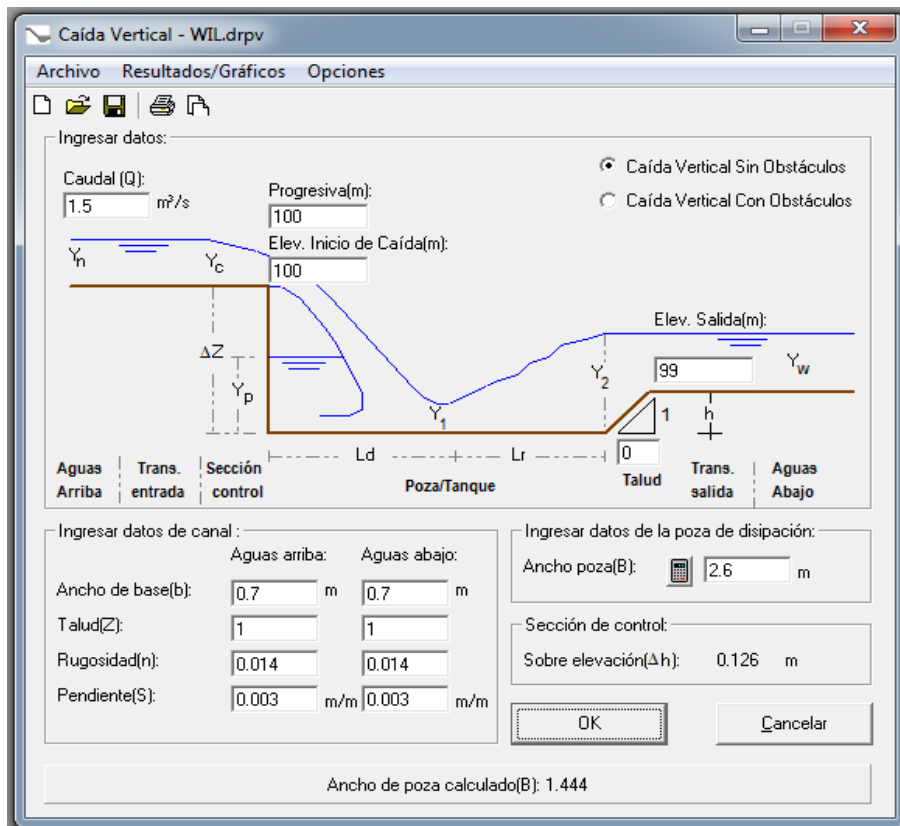 Caída Vertical - WIL.drpv
Archivo Resultados/Gráficos Opciones
Ingresar datos:
Caudal (Q):
1.5 m³/s
Progresiva(m):
100
Elev. Inicio de Caída(m):
100
Caída Vertical Sin Obstáculos
Caída Vertical Con Obstáculos
Yn Yc
Elev. Salida(m):
99
ΔZ
Yp
Y1
Y2
Yw
1
h
0
Ld Lr
Aguas Arriba
Trans. entrada
Sección control
Poza/Tanque
Talud
Trans. salida
Aguas Abajo
Ingresar datos de canal :
Aguas arriba: Aguas abajo:
Ancho de base(b): 0.7 m 0.7 m
Talud(Z): 1 1
Rugosidad(n): 0.014 0.014
Pendiente(S): 0.003 m/m 0.003 m/m
Ingresar datos de la poza de disipación:
Ancho poza(B): 2.6 m
Sección de control:
Sobre elevación(Δh): 0.126 m
OK Cancelar
Ancho de poza calculado(B): 1.444